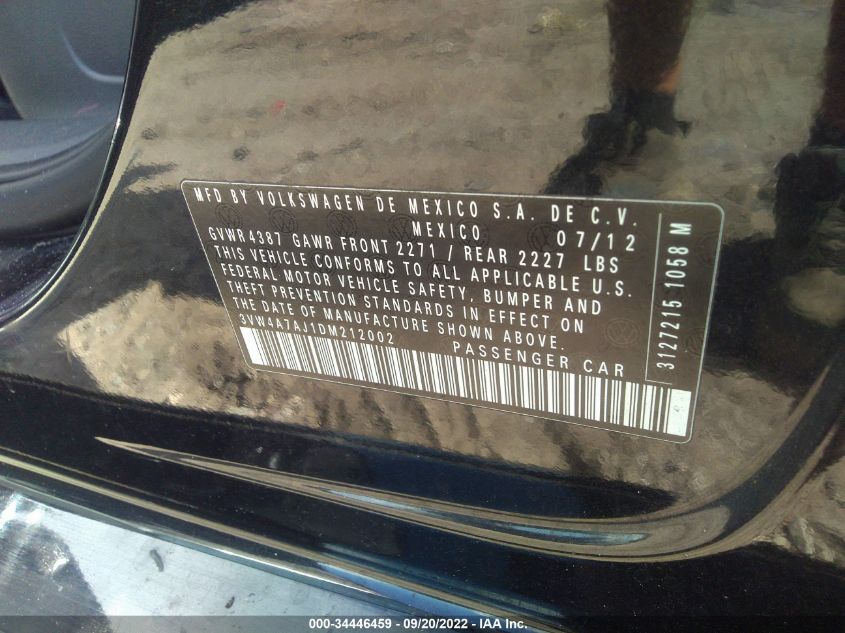 MFD BY VOLKSWAGEN DE MEXICO S.A. DE C.V.
MEXICO 07/12
GVWR 4387 GAWR FRONT 2271 / REAR 2227 LBS
THIS VEHICLE CONFORMS TO ALL APPLICABLE U.S.
FEDERAL MOTOR VEHICLE SAFETY, BUMPER AND
THEFT PREVENTION STANDARDS IN EFFECT ON
THE DATE OF MANUFACTURE SHOWN ABOVE.
3VW4A7AJ1DM212002 PASSENGER CAR
3127215 1058 M
000-34446459 - 09/20/2022 - IAA Inc.